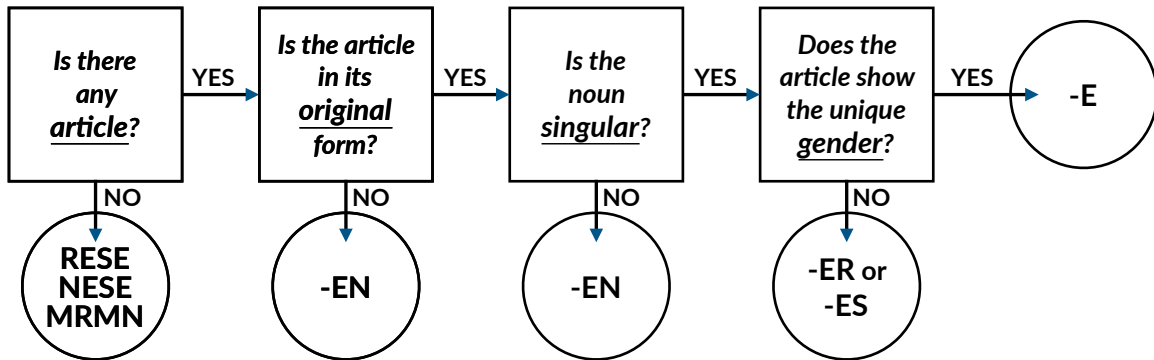 Is there
any
article?
YES
NO
RESE
NESE
MRMN
Is the article
in its
original
form?
YES
NO
-EN
Is the
noun
singular?
YES
NO
-EN
Does the
article show
the unique
gender?
YES
NO
-ER or
-ES
-E